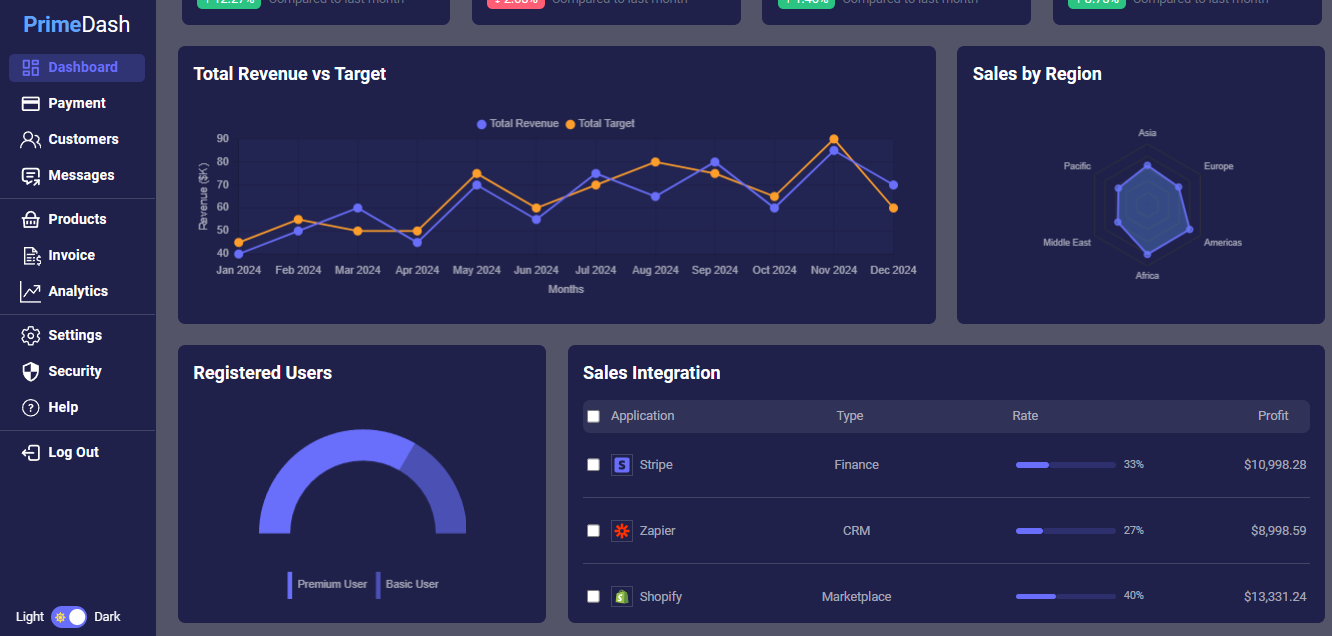 PrimeDash
Dashboard
Payment
Customers
Messages
Products
Invoice
Analytics
Settings
Security
Help
Log Out
Light Dark
Compared to last month
Compared to last month
Compared to last month
Compared to last month
Total Revenue vs Target
Total Revenue Total Target
Revenue ($K)
90
80
70
60
50
40
Jan 2024 Feb 2024 Mar 2024 Apr 2024 May 2024 Jun 2024 Jul 2024 Aug 2024 Sep 2024 Oct 2024 Nov 2024 Dec 2024
Months
Sales by Region
Asia
Pacific Europe
Middle East Americas
Africa
Registered Users
Premium User Basic User
Sales Integration
Application Type Rate Profit
Stripe Finance 33% $10,998.28
Zapier CRM 27% $8,998.59
Shopify Marketplace 40% $13,331.24